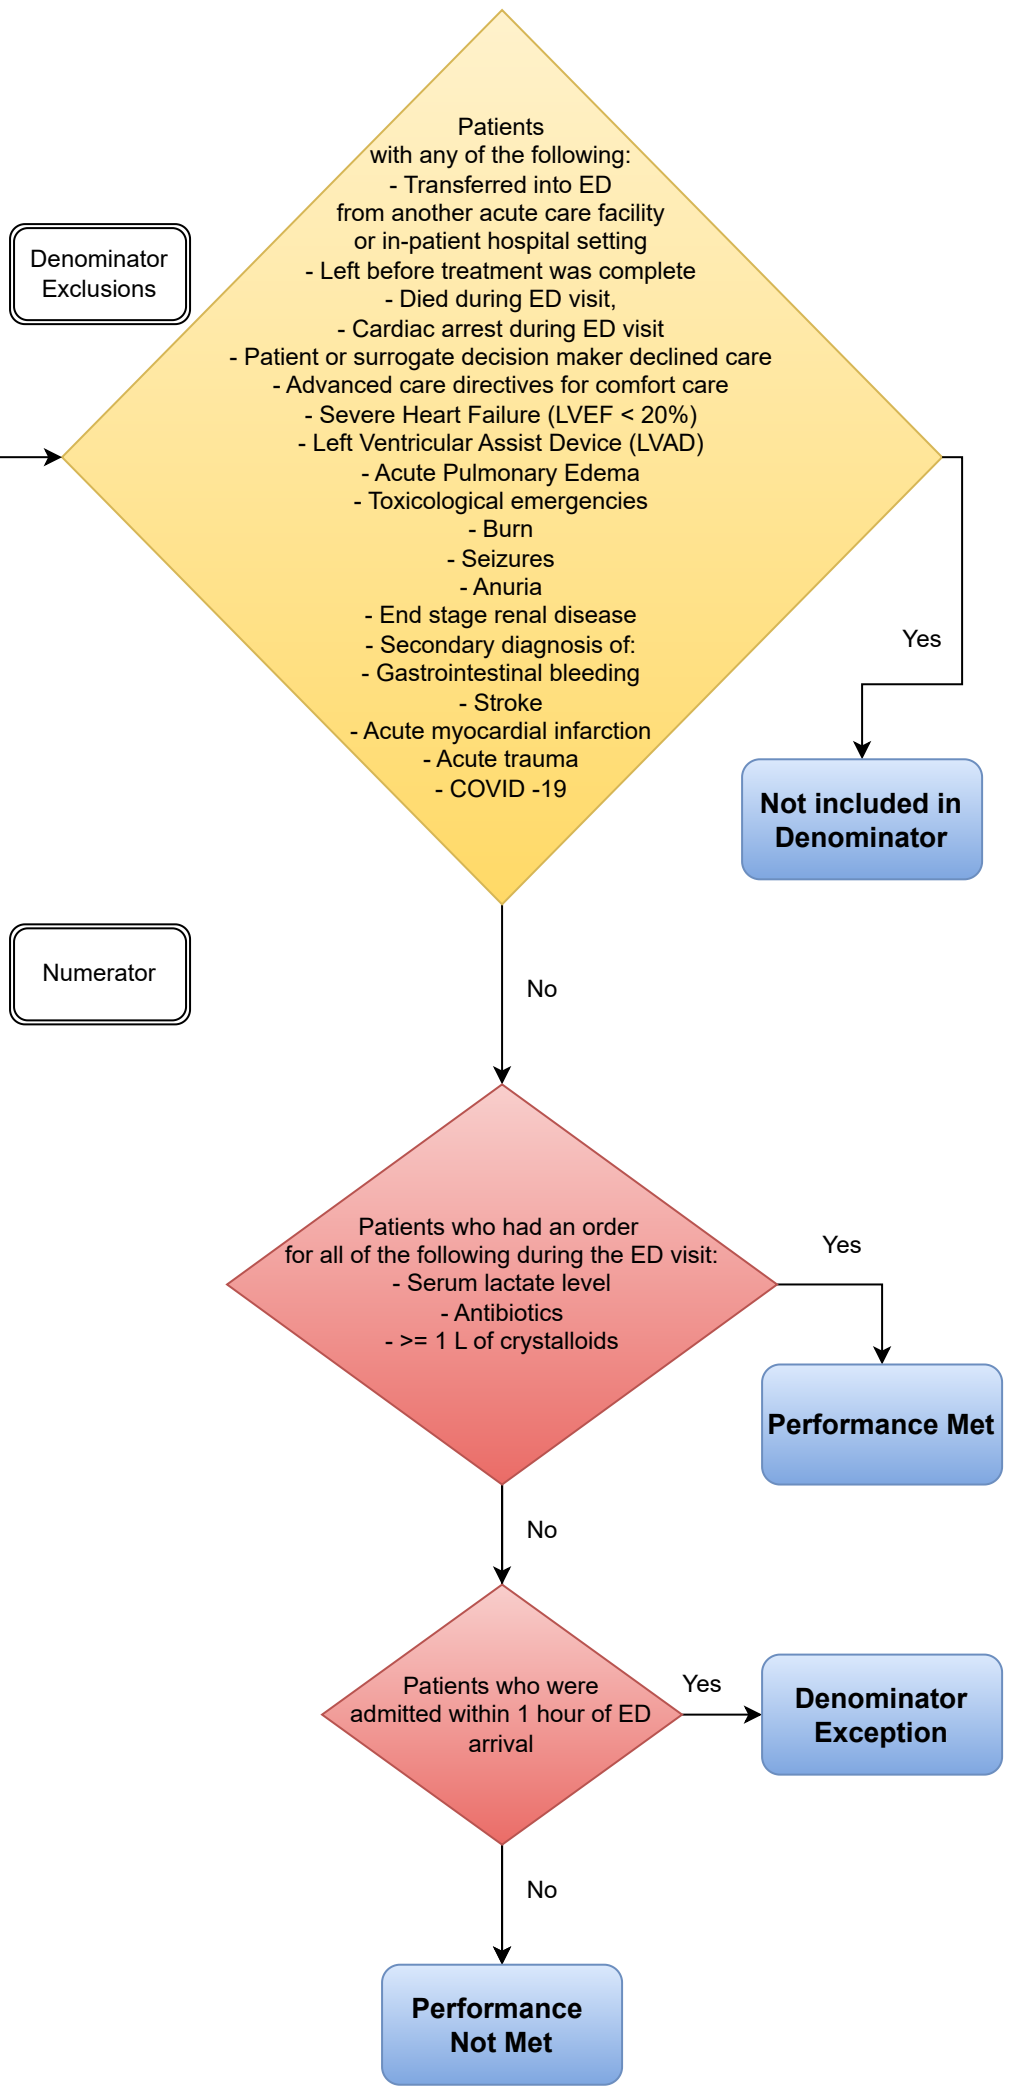 Patients
with any of the following:
- Transferred into ED
from another acute care facility
or in-patient hospital setting
- Left before treatment was complete
- Died during ED visit,
- Cardiac arrest during ED visit
- Patient or surrogate decision maker declined care
- Advanced care directives for comfort care
- Severe Heart Failure (LVEF < 20%)
- Left Ventricular Assist Device (LVAD)
- Acute Pulmonary Edema
- Toxicological emergencies
- Burn
- Seizures
- Anuria
- End stage renal disease
- Secondary diagnosis of:
- Gastrointestinal bleeding
- Stroke
- Acute myocardial infarction
- Acute trauma
- COVID -19
Denominator
Exclusions
Yes
Not included in
Denominator
Numerator
No
Patients who had an order
for all of the following during the ED visit:
- Serum lactate level
- Antibiotics
- >= 1 L of crystalloids
Yes
Performance Met
No
Patients who were
admitted within 1 hour of ED
arrival
Yes
Denominator
Exception
No
Performance
Not Met